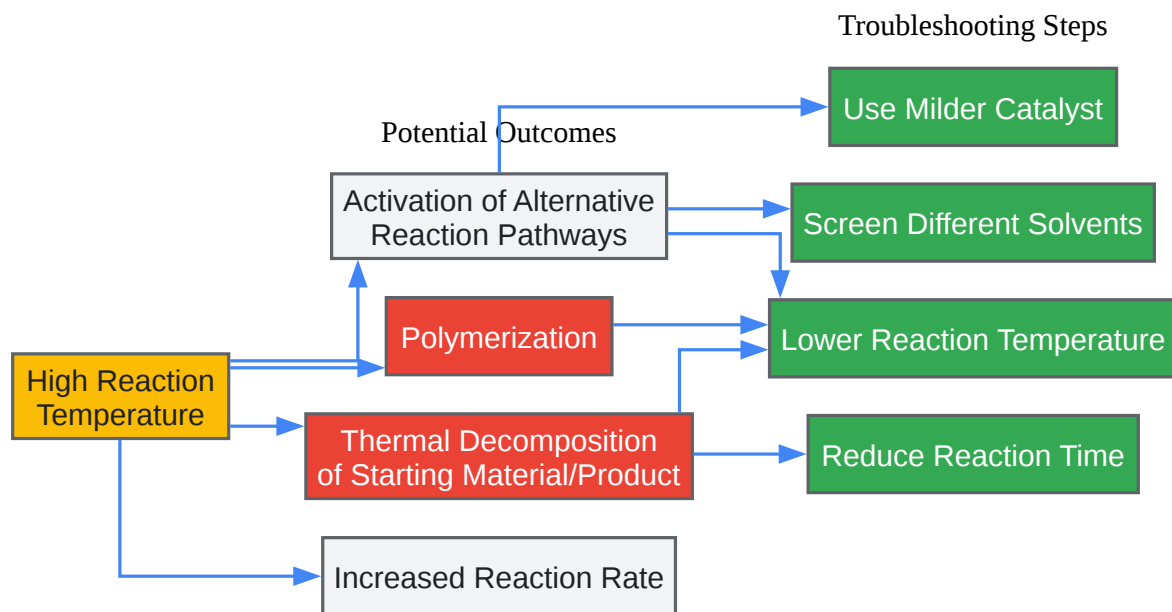 Troubleshooting Steps
Use Milder Catalyst
Potential Outcomes
Activation of Alternative
Reaction Pathways
Screen Different Solvents
Polymerization
Lower Reaction Temperature
High Reaction
Temperature
Thermal Decomposition
of Starting Material/Product
Reduce Reaction Time
Increased Reaction Rate